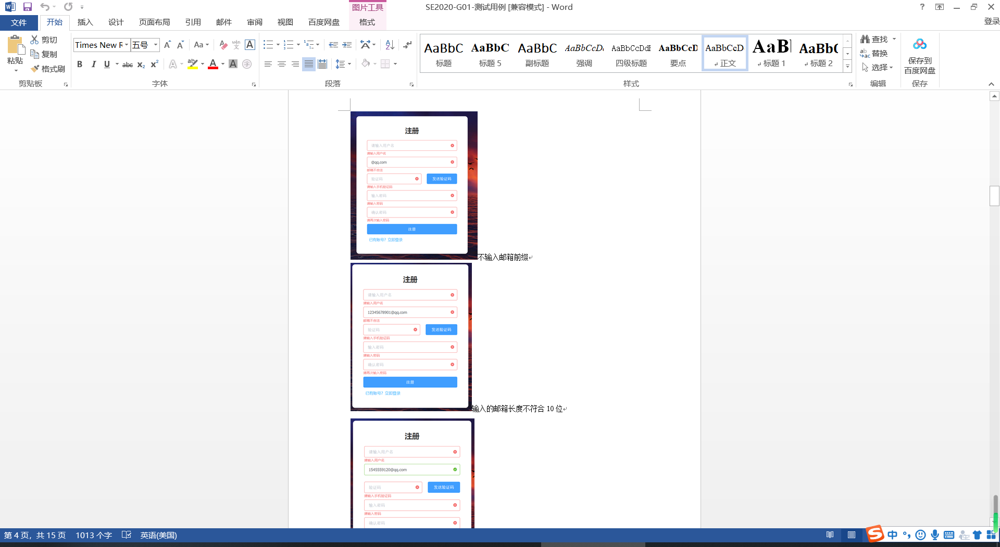 图片工具
SE2020-G01-测试用例 [兼容模式] - Word
文件
开始
插入
设计
页面布局
引用
邮件
审阅
视图
百度网盘
格式
登录
粘贴
剪切
复制
格式刷
剪贴板
Times New R
五号
字体
段落
AaBbC
标题
AaBbC
标题 5
AaBbC
副标题
AaBbCcD
强调
AaBbCcDdE
四级标题
AaBbCcD
要点
AaBbCcD
正文
AaB
标题 1
AaBb
标题 2
样式
查找
替换
选择
编辑
保存到
百度网盘
保存
注册
请输入用户名
请输入用户名
@qq.com
邮箱不合法
验证码
发送验证码
请输入手机验证码
输入密码
请输入密码
确认密码
请再次输入密码
注册
已有账号？立即登录
不输入邮箱前缀
注册
请输入用户名
请输入用户名
12345678901@qq.com
邮箱不合法
验证码
发送验证码
请输入手机验证码
输入密码
请输入密码
确认密码
请再次输入密码
注册
已有账号？立即登录
输入的邮箱长度不符合 10 位
注册
请输入用户名
请输入用户名
1545559120@qq.com
验证码
发送验证码
请输入手机验证码
输入密码
请输入密码
确认密码
第 4 页，共 15 页
1013 个字
英语(美国)
中